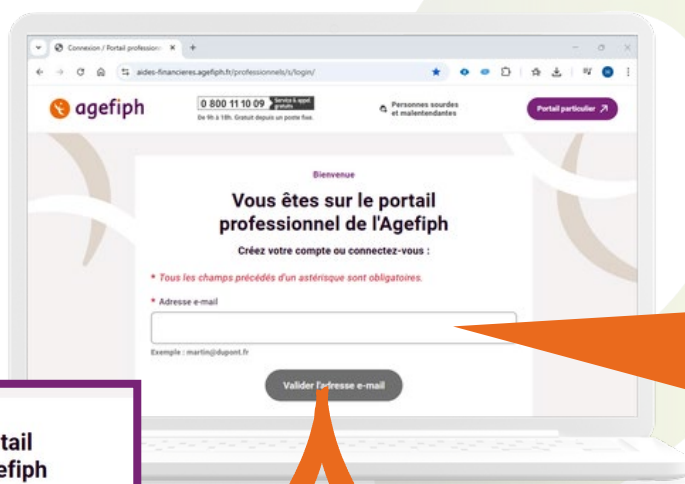 Connexion / Portail profession
aides-financieres.agefiph.fr/professionnels/s/login/
agefiph
0 800 11 10 09 Service & appel gratuits
De 9h à 18h. Gratuit depuis un poste fixe.
Personnes sourdes
et malentendantes
Portail particulier
Bienvenue
Vous êtes sur le portail
professionnel de l'Agefiph
Créez votre compte ou connectez-vous :
* Tous les champs précédés d'un astérisque sont obligatoires.
* Adresse e-mail
Exemple : martin@dupont.fr
Valider l'adresse e-mail
tail
efiph